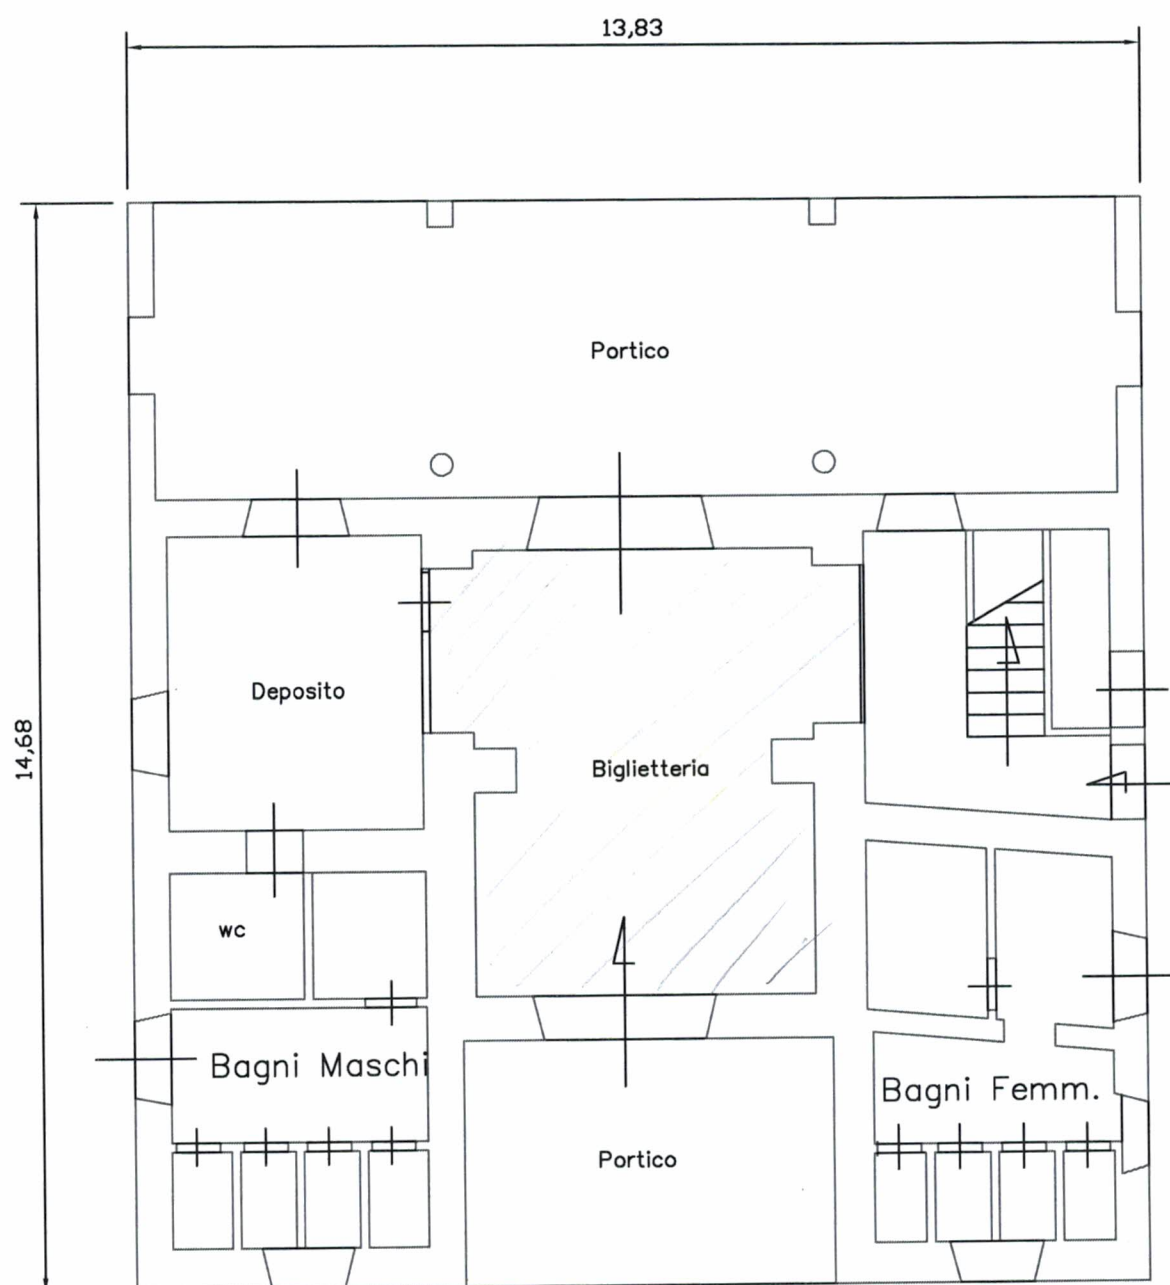 13,83
Portico
14,68
Deposito
Biglietteria
wc
Bagni Maschi
Bagni Femm.
Portico